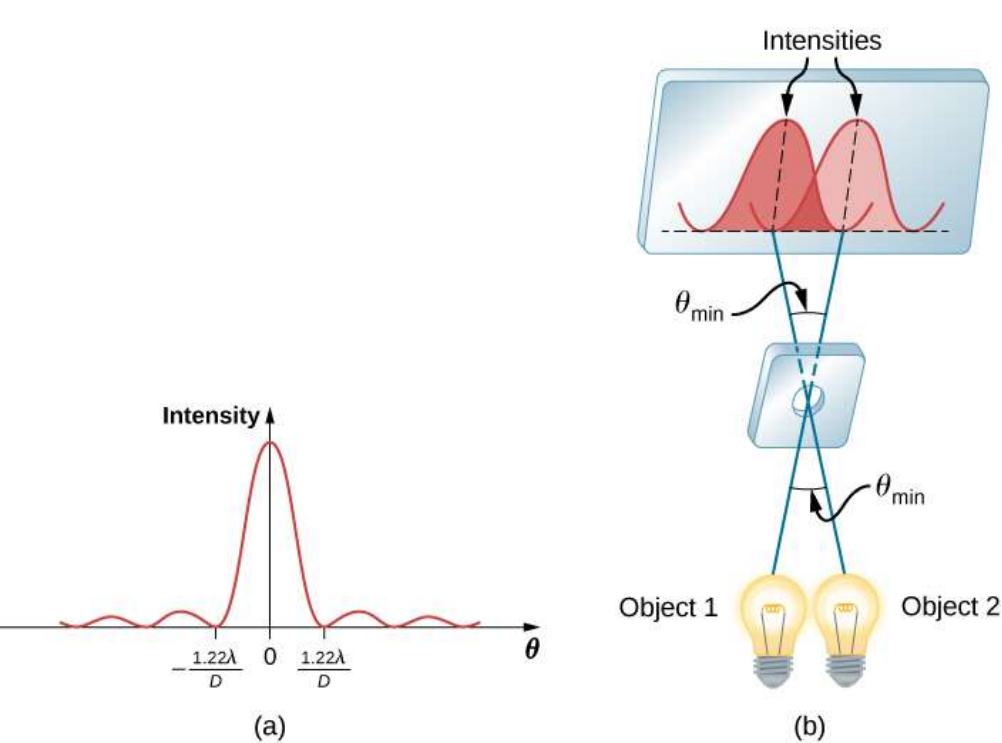 Intensities
θmin
θmin
Object 1
Object 2
(b)
Intensity
−1.22λ/D
0
1.22λ/D
θ
(a)